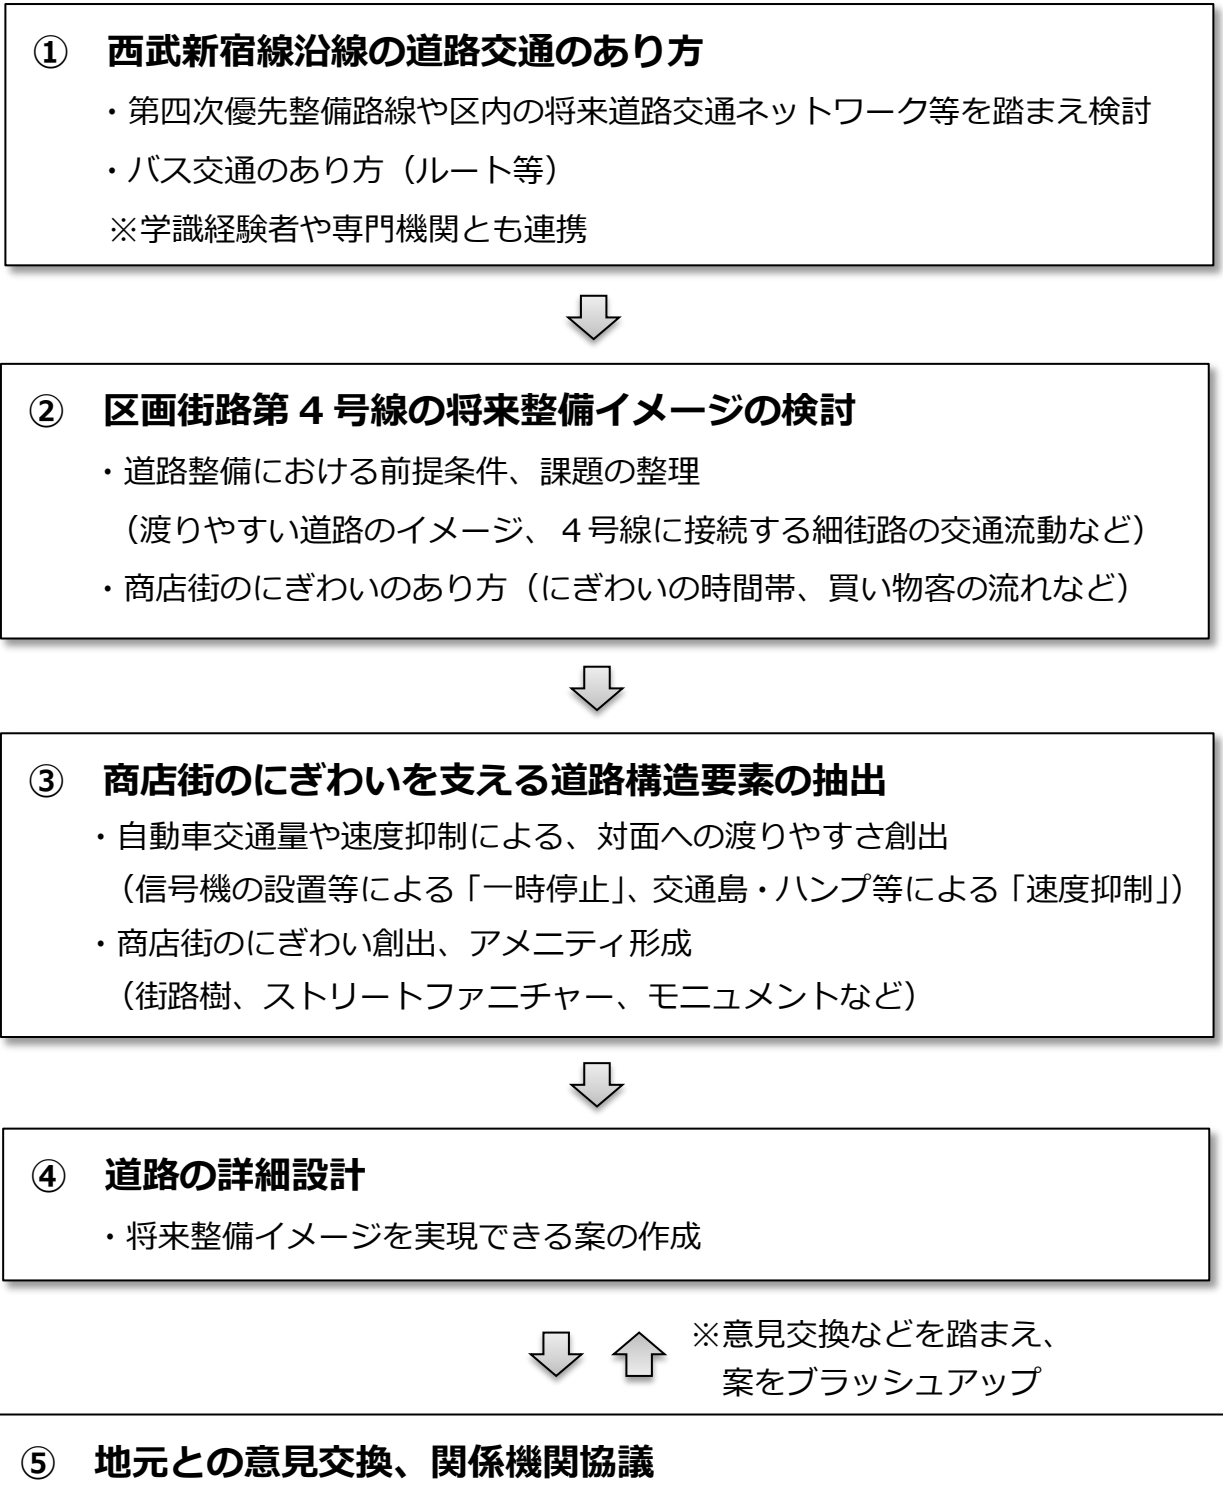 ① 西武新宿線沿線の道路交通のあり方
・第四次優先整備路線や区内の将来道路交通ネットワーク等を踏まえ検討
・バス交通のあり方（ルート等）
※学識経験者や専門機関とも連携
② 区画街路第４号線の将来整備イメージの検討
・道路整備における前提条件、課題の整理
（渡りやすい道路のイメージ、４号線に接続する細街路の交通流動など）
・商店街のにぎわいのあり方（にぎわいの時間帯、買い物客の流れなど）
③ 商店街のにぎわいを支える道路構造要素の抽出
・自動車交通量や速度抑制による、対面への渡りやすさ創出
（信号機の設置等による「一時停止」、交通島・ハンプ等による「速度抑制」）
・商店街のにぎわい創出、アメニティ形成
（街路樹、ストリートファニチャー、モニュメントなど）
④ 道路の詳細設計
・将来整備イメージを実現できる案の作成
※意見交換などを踏まえ、
案をブラッシュアップ
⑤ 地元との意見交換、関係機関協議